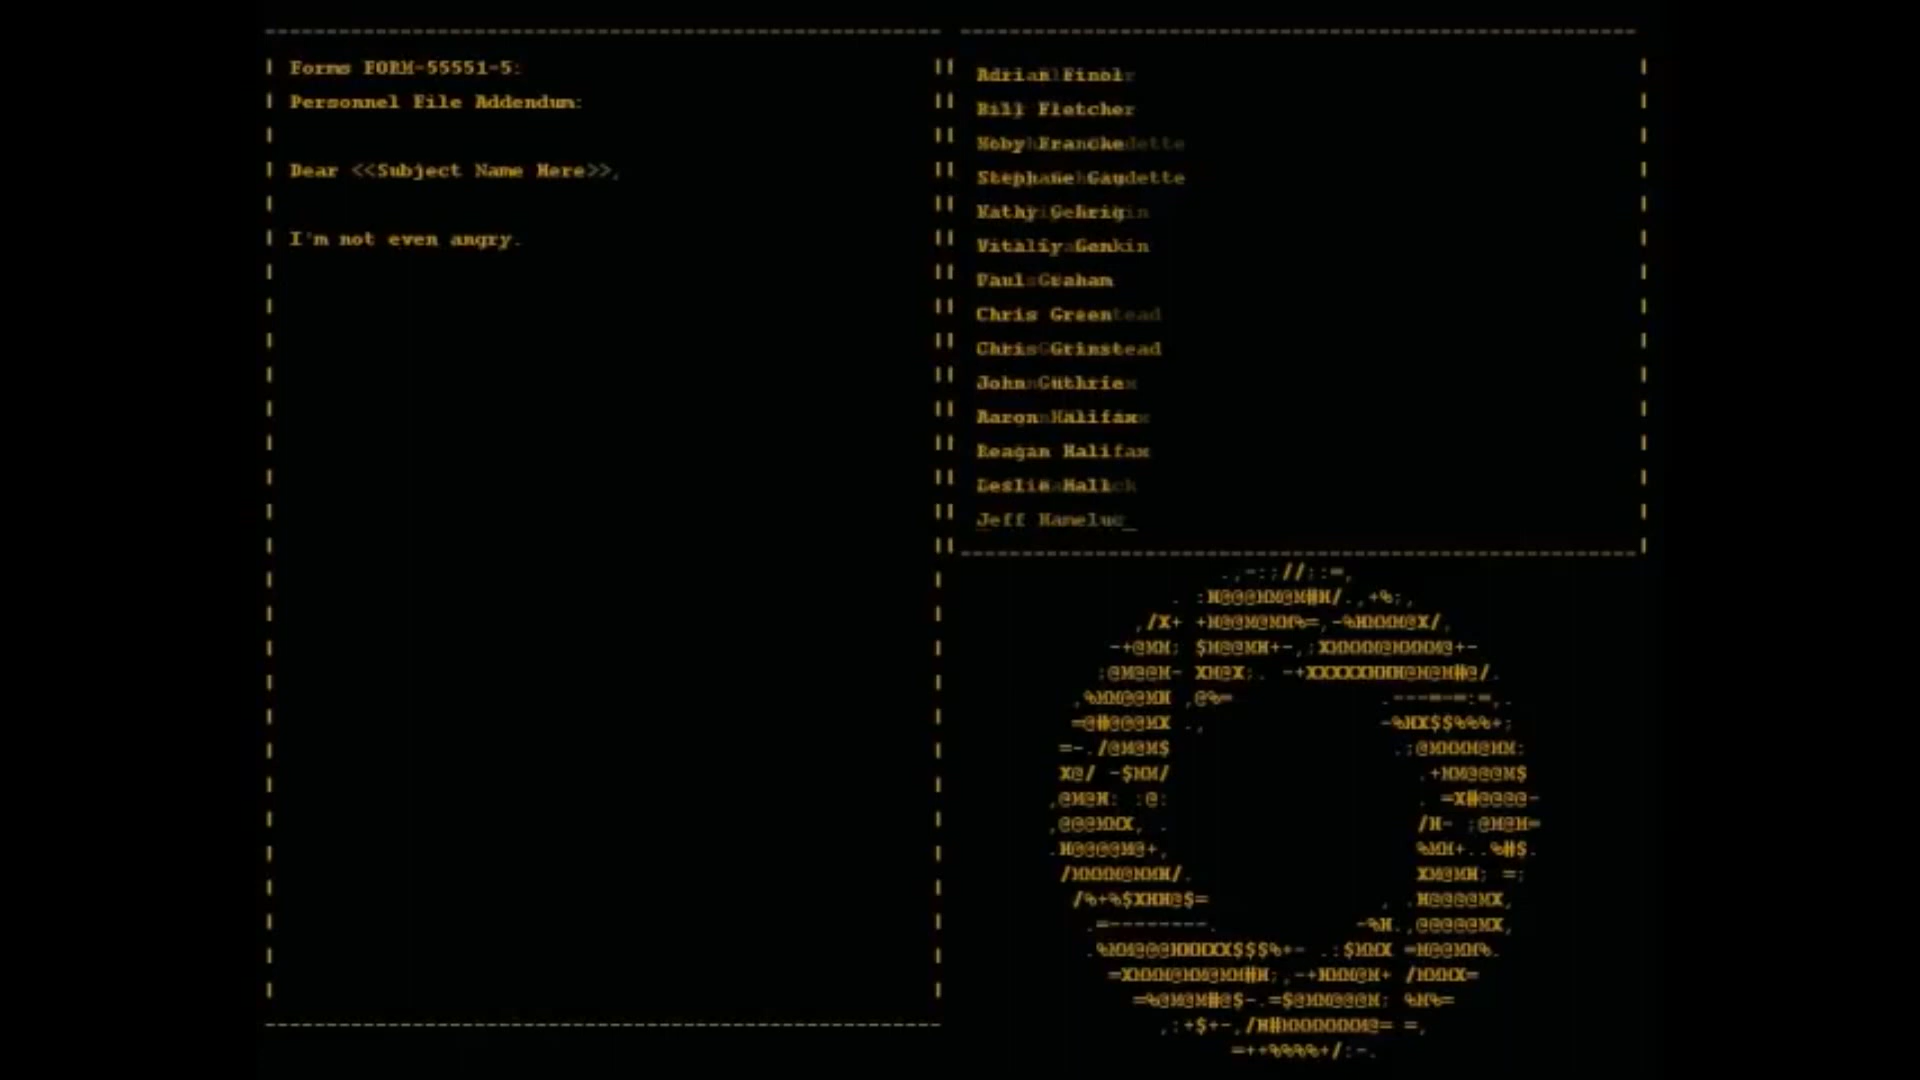 Forms FORM-55551-5:
Personnel File Addendum:
Dear <<Subject Name Here>>,
I'm not even angry.
Adrian Finol
Bill Fletcher
Moby Francke
Stephane Gaudette
Kathy Gehrig
Vitaliy Genkin
Paul Graham
Chris Green
Chris Grinstead
John Guthrie
Aaron Halifax
Reagan Halifax
Leslie Hall
Jeff Hameluc_